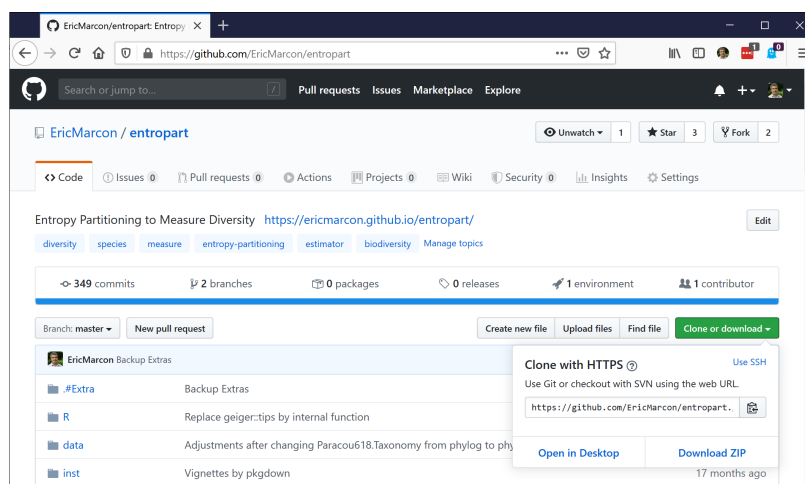 EricMarcon/entropart: Entropy
https://github.com/EricMarcon/entropart
1
0
Search or jump to... / Pull requests Issues Marketplace Explore
EricMarcon / entropart Unwatch 1 Star 3 Fork 2
Code Issues 0 Pull requests 0 Actions Projects 0 Wiki Security 0 Insights Settings
Entropy Partitioning to Measure Diversity https://ericmarcon.github.io/entropart/ Edit
diversity species measure entropy-partitioning estimator biodiversity Manage topics
349 commits 2 branches 0 packages 0 releases 1 environment 1 contributor
Branch: master New pull request Create new file Upload files Find file Clone or download
EricMarcon Backup Extras
Clone with HTTPS Use SSH
.#Extra Backup Extras
Use Git or checkout with SVN using the web URL.
https://github.com/EricMarcon/entropart.
R Replace geiger::tips by internal function
data Adjustments after changing Paracou618.Taxonomy from phylog to phy
Open in Desktop Download ZIP
inst Vignettes by pkgdown 17 months ago